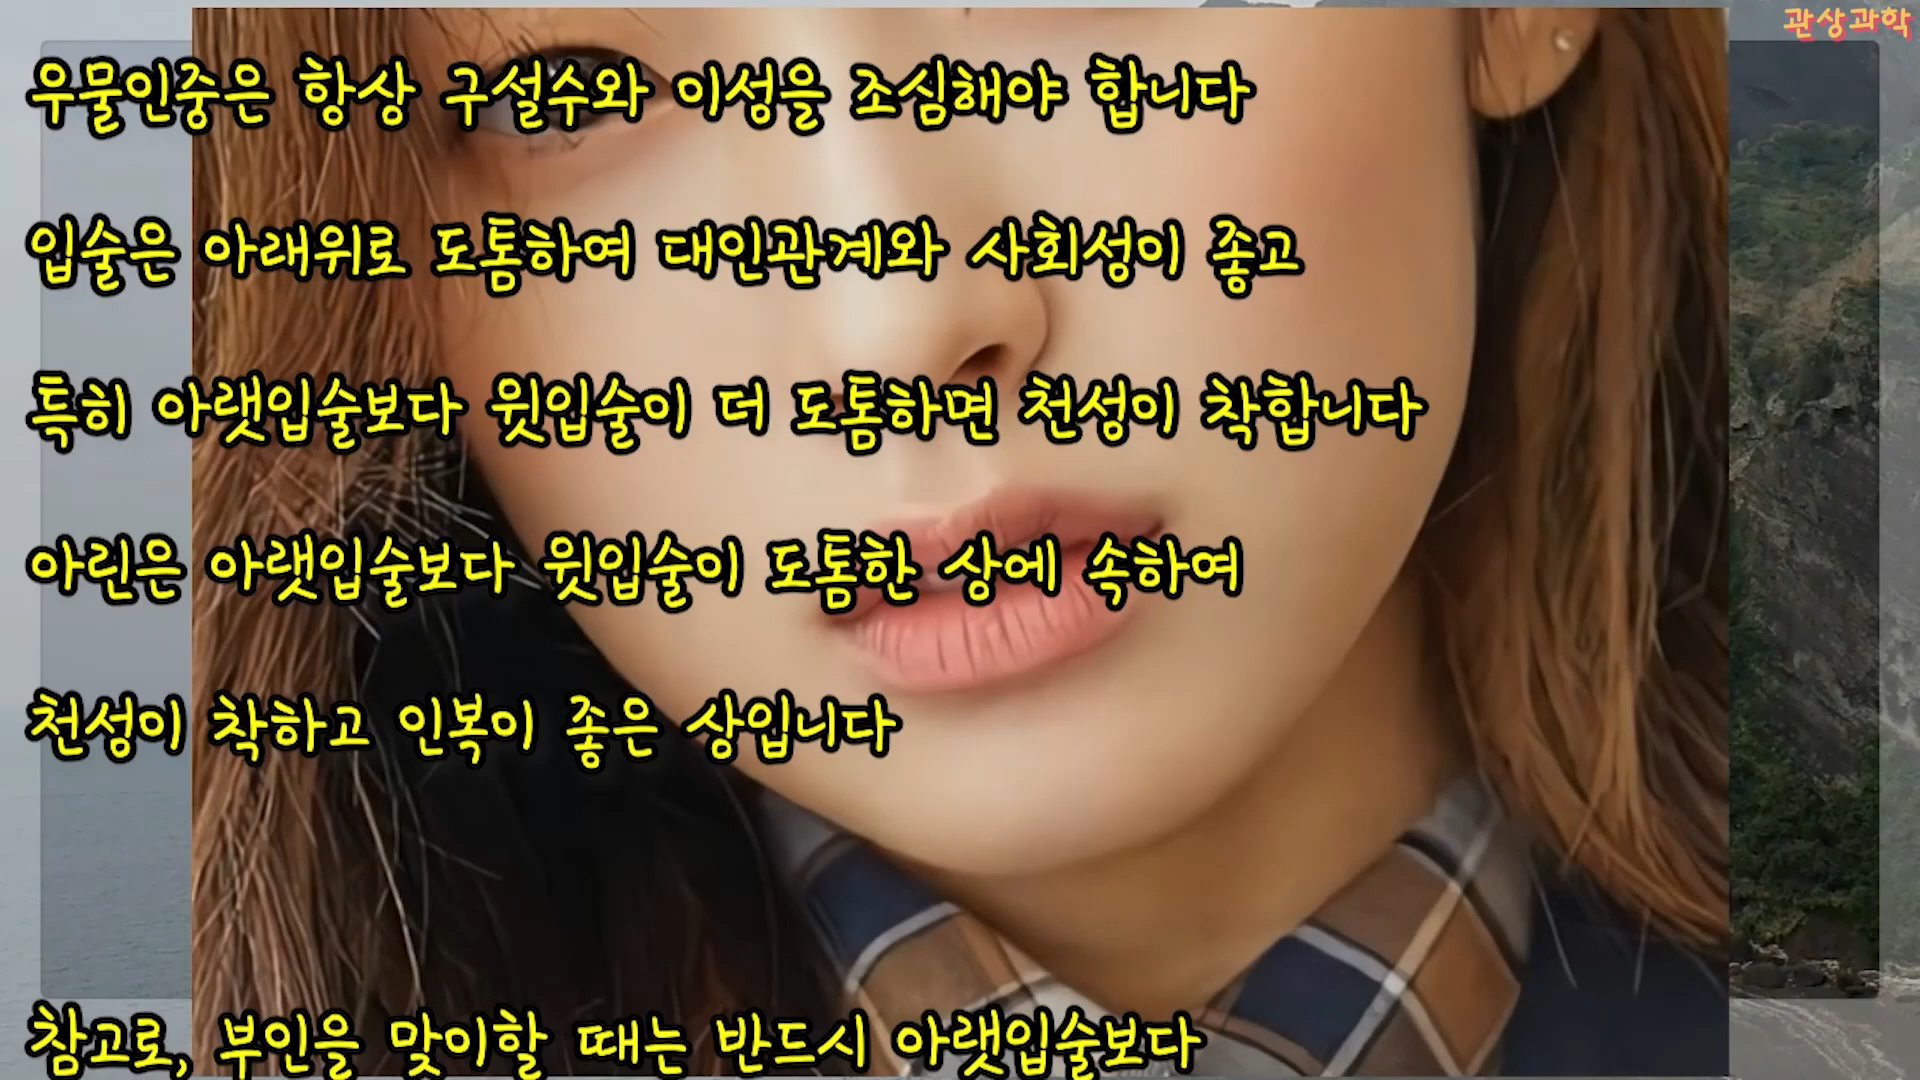 관상과학
우물인중은 항상 구설수와 이성을 조심해야 합니다
입술은 아래위로 도톰하여 대인관계와 사회성이 좋고
특히 아랫입술보다 윗입술이 더 도톰하면 천성이 착합니다
아린은 아랫입술보다 윗입술이 도톰한 상에 속하여
천성이 착하고 인복이 좋은 상입니다
참고로, 부인을 맞이할 때는 반드시 아랫입술보다